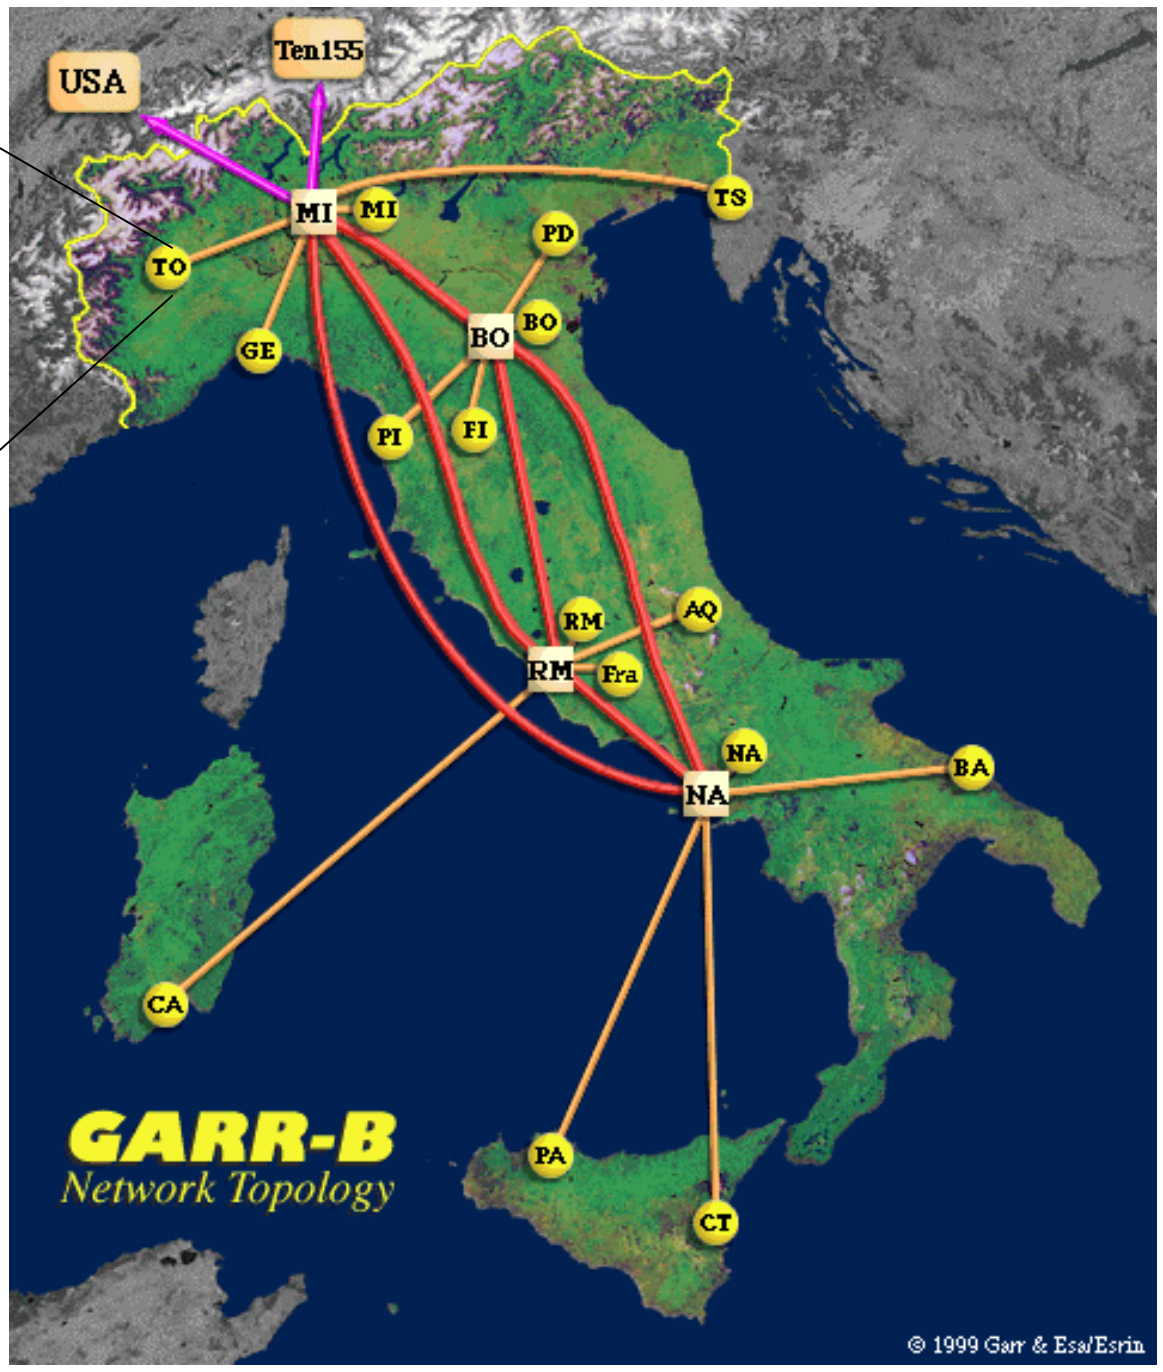 Ten155
USA
TS
MI
MI
PD
TO
BO
BO
GE
FI
PI
AQ
RM
RM
Fra
NA
BA
NA
CA
GARR-B
Network Topology
PA
CT
© 1999 Garr & Esa/Esrin